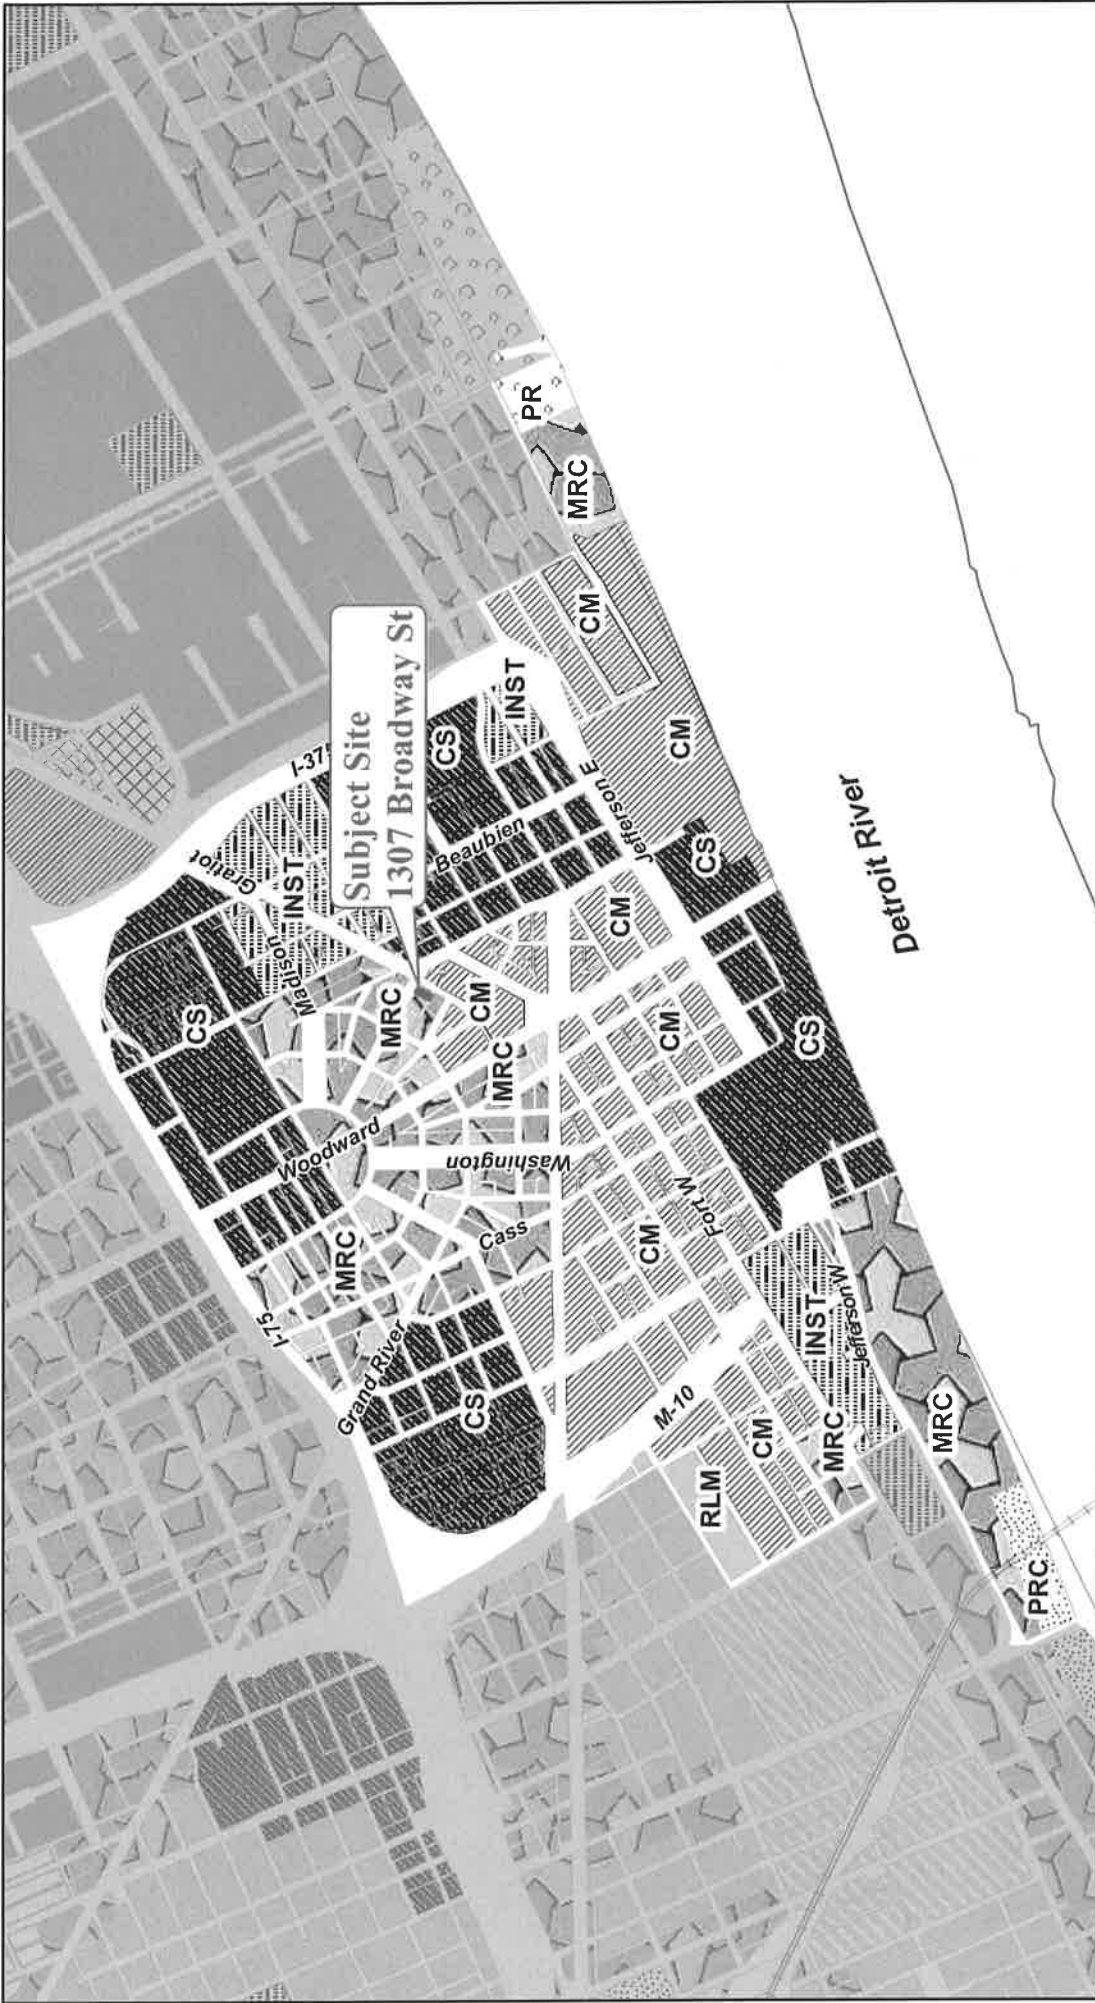 CS
Gratiot
I-75
Madison
INST
I-37
Woodward
MRC
Subject Site
1307 Broadway St
Grand River
MRC
CS
CS
CM
Beaubien
Washington
Cass
MRC
INST
PR
MRC
CM
CM
Jefferson E
CM
M-10
CM
CM
Fort W
CS
RLM
CM
CS
INST
MRC
Jefferson W
Detroit River
MRC
PRC